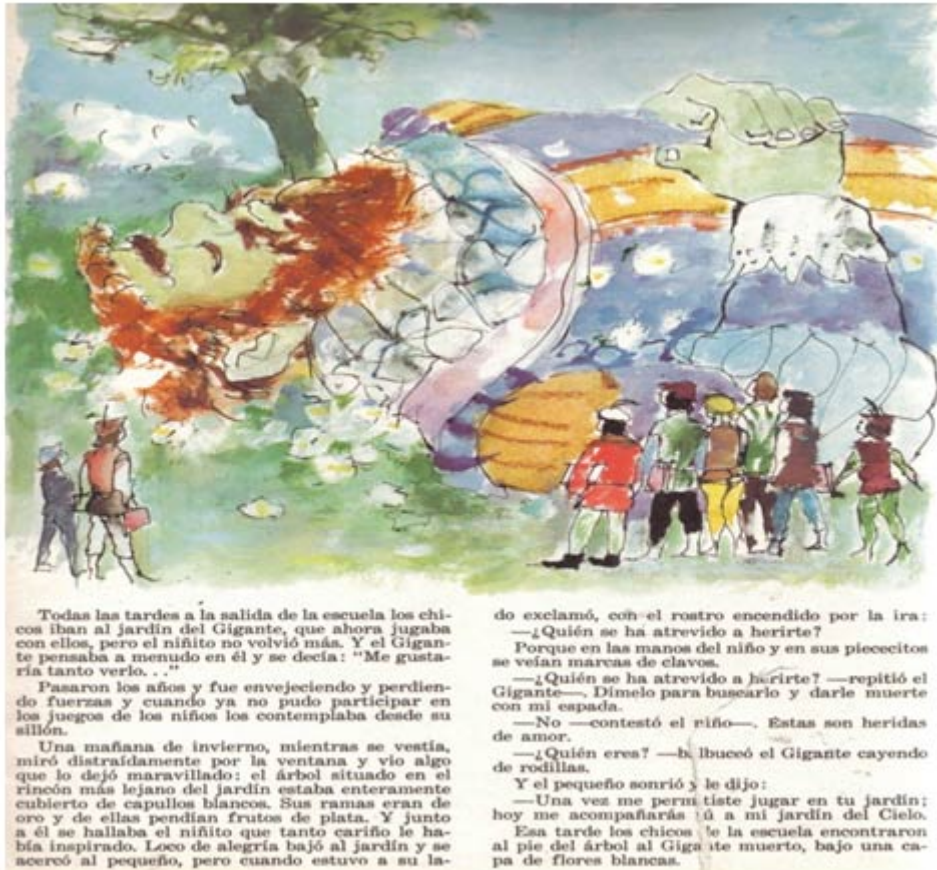 Todas las tardes a la salida de la escuela los chi-
cos iban al jardín del Gigante, que ahora jugaba
con ellos, pero el niñito no volvió más. Y el Gigan-
te pensaba a menudo en él y se decía: "Me gusta-
ría tanto verlo. . ."
Pasaron los años y fue envejeciendo y perdien-
do fuerzas y cuando ya no pudo participar en
los juegos de los niños los contemplaba desde su
sillón.
Una mañana de invierno, mientras se vestía,
miró distraídamente por la ventana y vio algo
que lo dejó maravillado: el árbol situado en el
rincón más lejano del jardín estaba enteramente
cubierto de capullos blancos. Sus ramas eran de
oro y de ellas pendían frutos de plata. Y junto
a él se hallaba el niñito que tanto cariño le ha-
bía inspirado. Loco de alegría bajó al jardín y se
acercó al pequeño, pero cuando estuvo a su la-
do exclamó, con el rostro encendido por la ira:
—¿Quién se ha atrevido a herirte?
Porque en las manos del niño y en sus piececitos
se veían marcas de clavos.
—¿Quién se ha atrevido a herirte? —repitió el
Gigante—. Dímelo para buscarlo y darle muerte
con mi espada.
—No —contestó el niño—. Estas son heridas
de amor.
—¿Quién eres? —balbuceó el Gigante cayendo
de rodillas.
Y el pequeño sonrió y le dijo:
—Una vez me permitiste jugar en tu jardín;
hoy me acompañarás tú a mi jardín del Cielo.
Esa tarde los chicos de la escuela encontraron
al pie del árbol al Gigante muerto, bajo una ca-
pa de flores blancas.